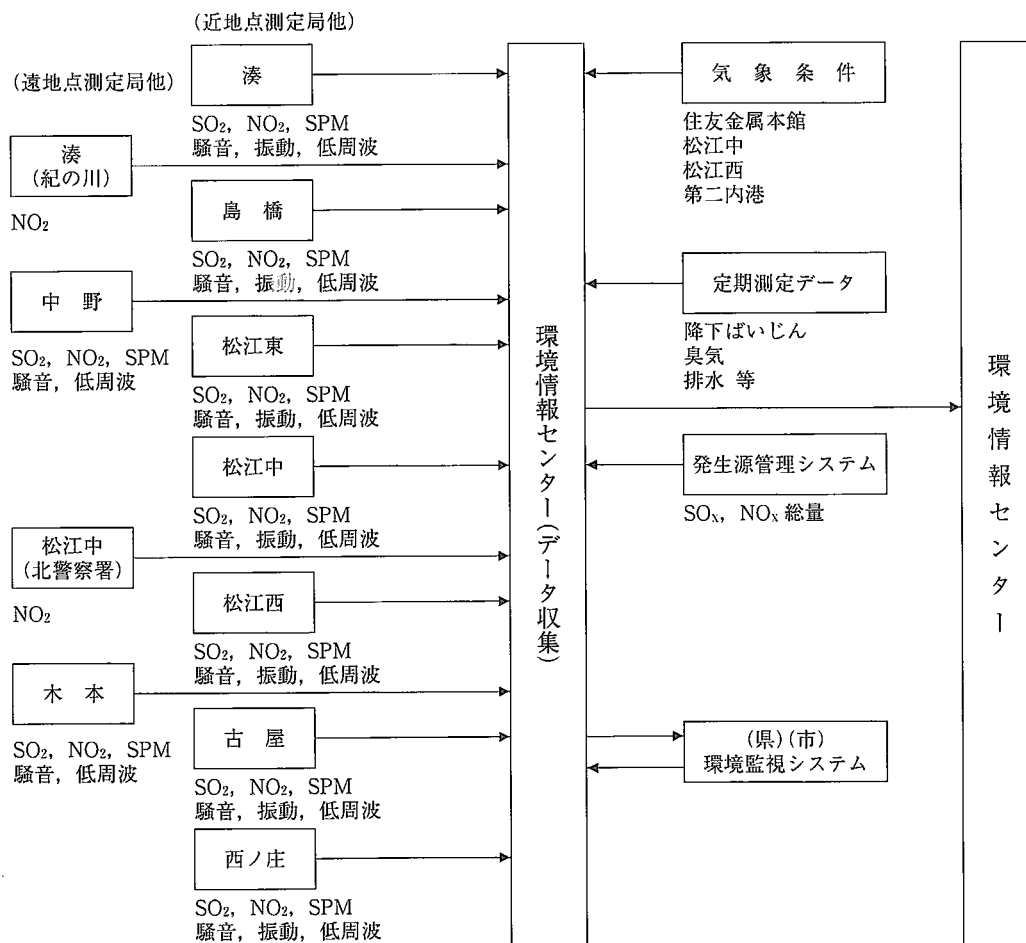 (近地点測定局他)
(遠地点測定局他)
湊
SO₂, NO₂, SPM
騒音, 振動, 低周波
湊
(紀の川)
NO₂
島 橋
SO₂, NO₂, SPM
騒音, 振動, 低周波
中 野
SO₂, NO₂, SPM
騒音, 低周波
松江東
SO₂, NO₂, SPM
騒音, 振動, 低周波
松江中
SO₂, NO₂, SPM
騒音, 振動, 低周波
松江中
(北警察署)
NO₂
松江西
SO₂, NO₂, SPM
騒音, 振動, 低周波
木 本
SO₂, NO₂, SPM
騒音, 低周波
古 屋
SO₂, NO₂, SPM
騒音, 振動, 低周波
西ノ庄
SO₂, NO₂, SPM
騒音, 振動, 低周波
環境情報センター(データ収集)
気 象 条 件
住友金属本館
松江中
松江西
第二内港
定期測定データ
降下ばいじん
臭気
排水 等
発生源管理システム
SOₓ, NOₓ 総量
(県)(市)
環境監視システム
環境情報センター